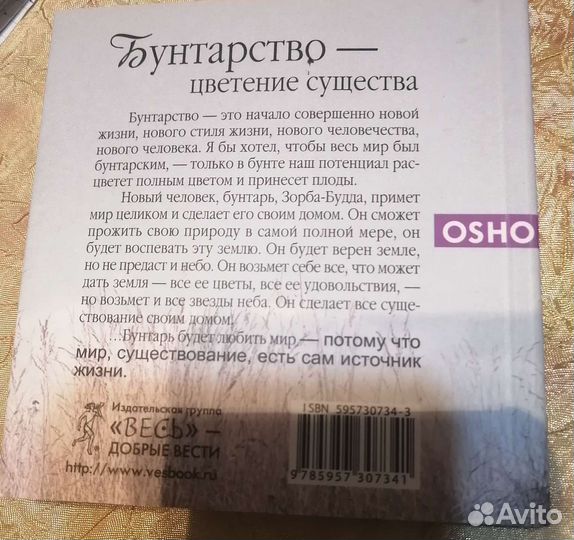 Бунтарство —
цветение существа
Бунтарство — это начало совершенно новой
жизни, нового стиля жизни, нового человечества,
нового человека. Я бы хотел, чтобы весь мир был
бунтарским, — только в бунте наш потенциал рас-
цветет полным цветом и принесет плоды.
Новый человек, бунтарь, Зорба-Будда, примет
мир целиком и сделает его своим домом. Он сможет
прожить свою природу в самой полной мере, он
будет воспевать эту землю. Он будет верен земле,
но не предаст и небо. Он возьмет себе все, что может
дать земля — все ее цветы, все ее удовольствия, —
но возьмет и все звезды неба. Он сделает все суще-
ствование своим домом.
...Бунтарь будет любить мир — потому что
мир, существование, есть сам источник
жизни.
OSHO
Издательская группа
«ВЕСЬ» —
ДОБРЫЕ ВЕСТИ
http://www.vesbook.ru
ISBN 595730734-3
9785957307341
Avito